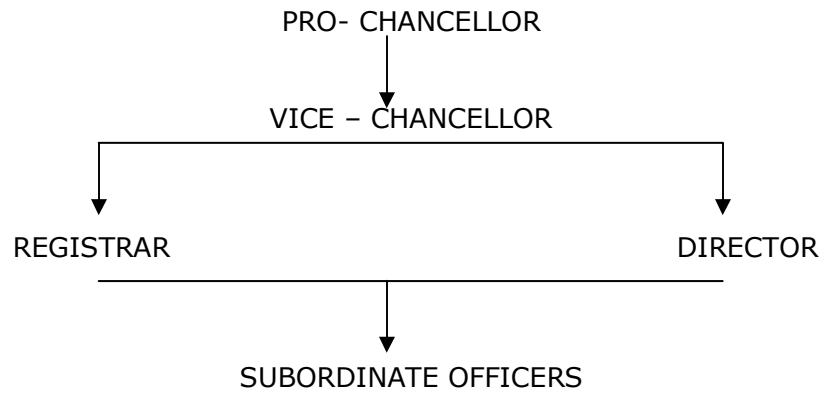 PRO- CHANCELLOR
VICE – CHANCELLOR
REGISTRAR
DIRECTOR
SUBORDINATE OFFICERS